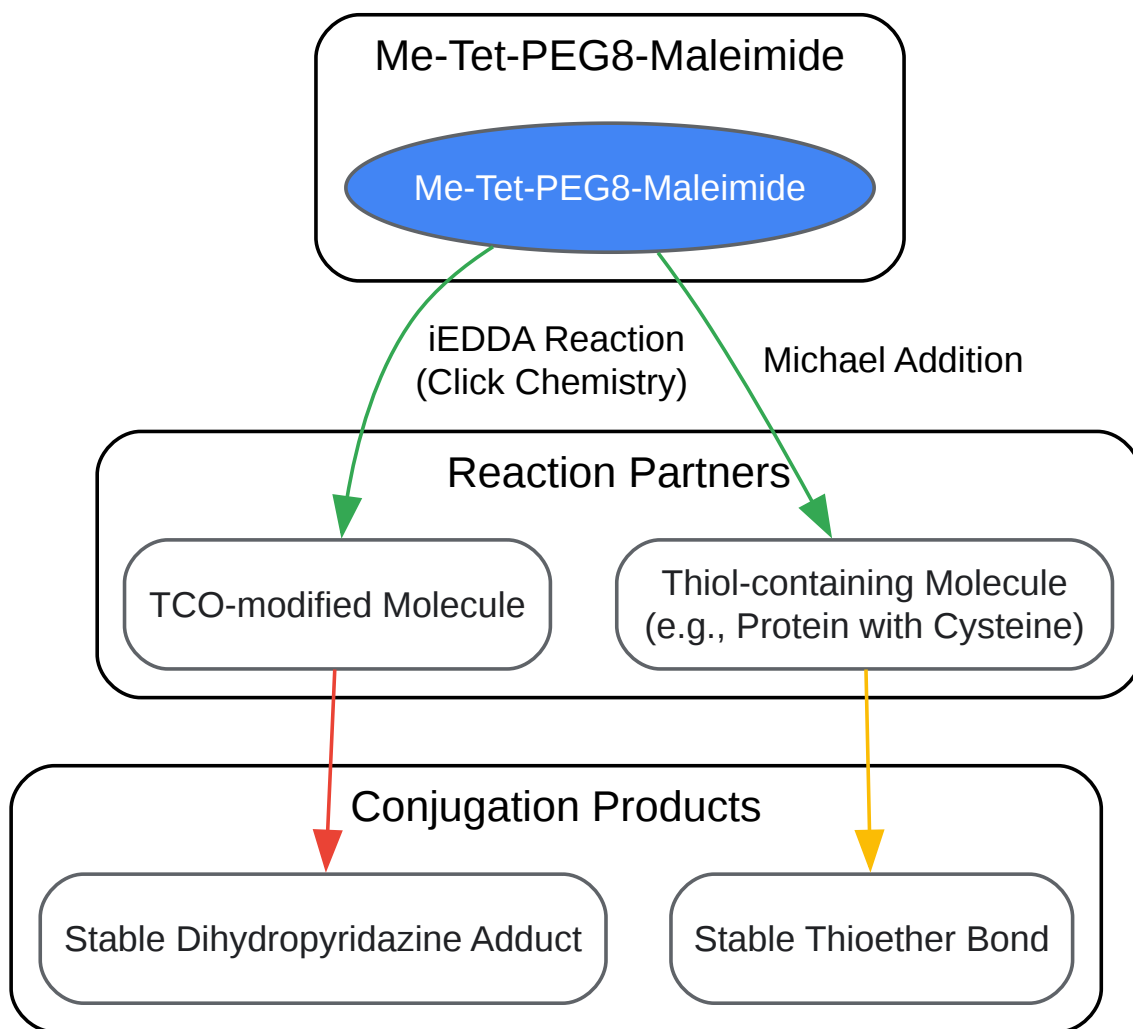 Me-Tet-PEG8-Maleimide
Me-Tet-PEG8-Maleimide
iEDDA Reaction
(Click Chemistry)
Michael Addition
Reaction Partners
TCO-modified Molecule
Thiol-containing Molecule
(e.g., Protein with Cysteine)
Conjugation Products
Stable Dihydropyridazine Adduct
Stable Thioether Bond